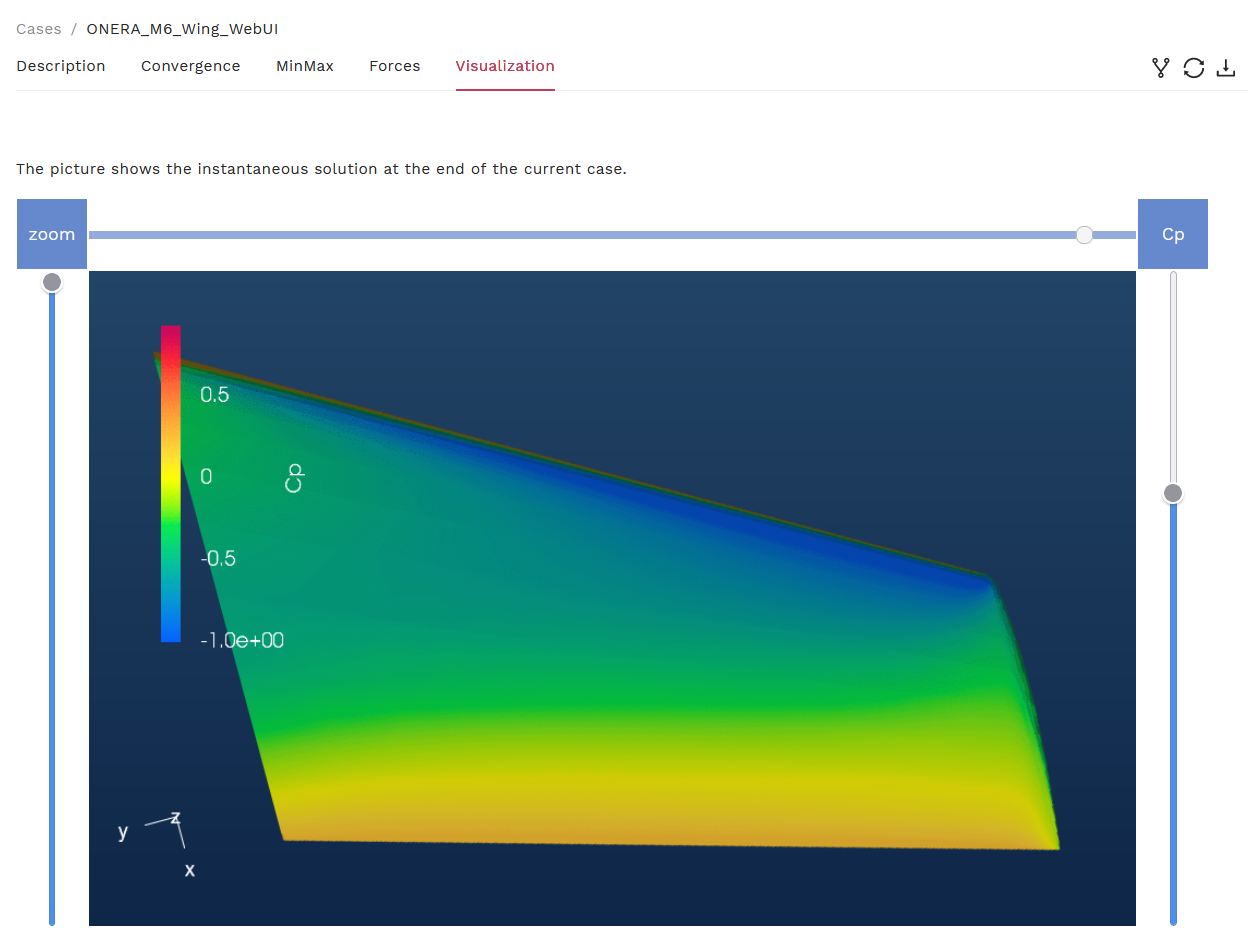 Cases / ONERA_M6_Wing_WebUI
Description Convergence MinMax Forces Visualization
The picture shows the instantaneous solution at the end of the current case.
zoom
Cp
0.5
0
Cp
-0.5
-1.0e+00
z
y
x